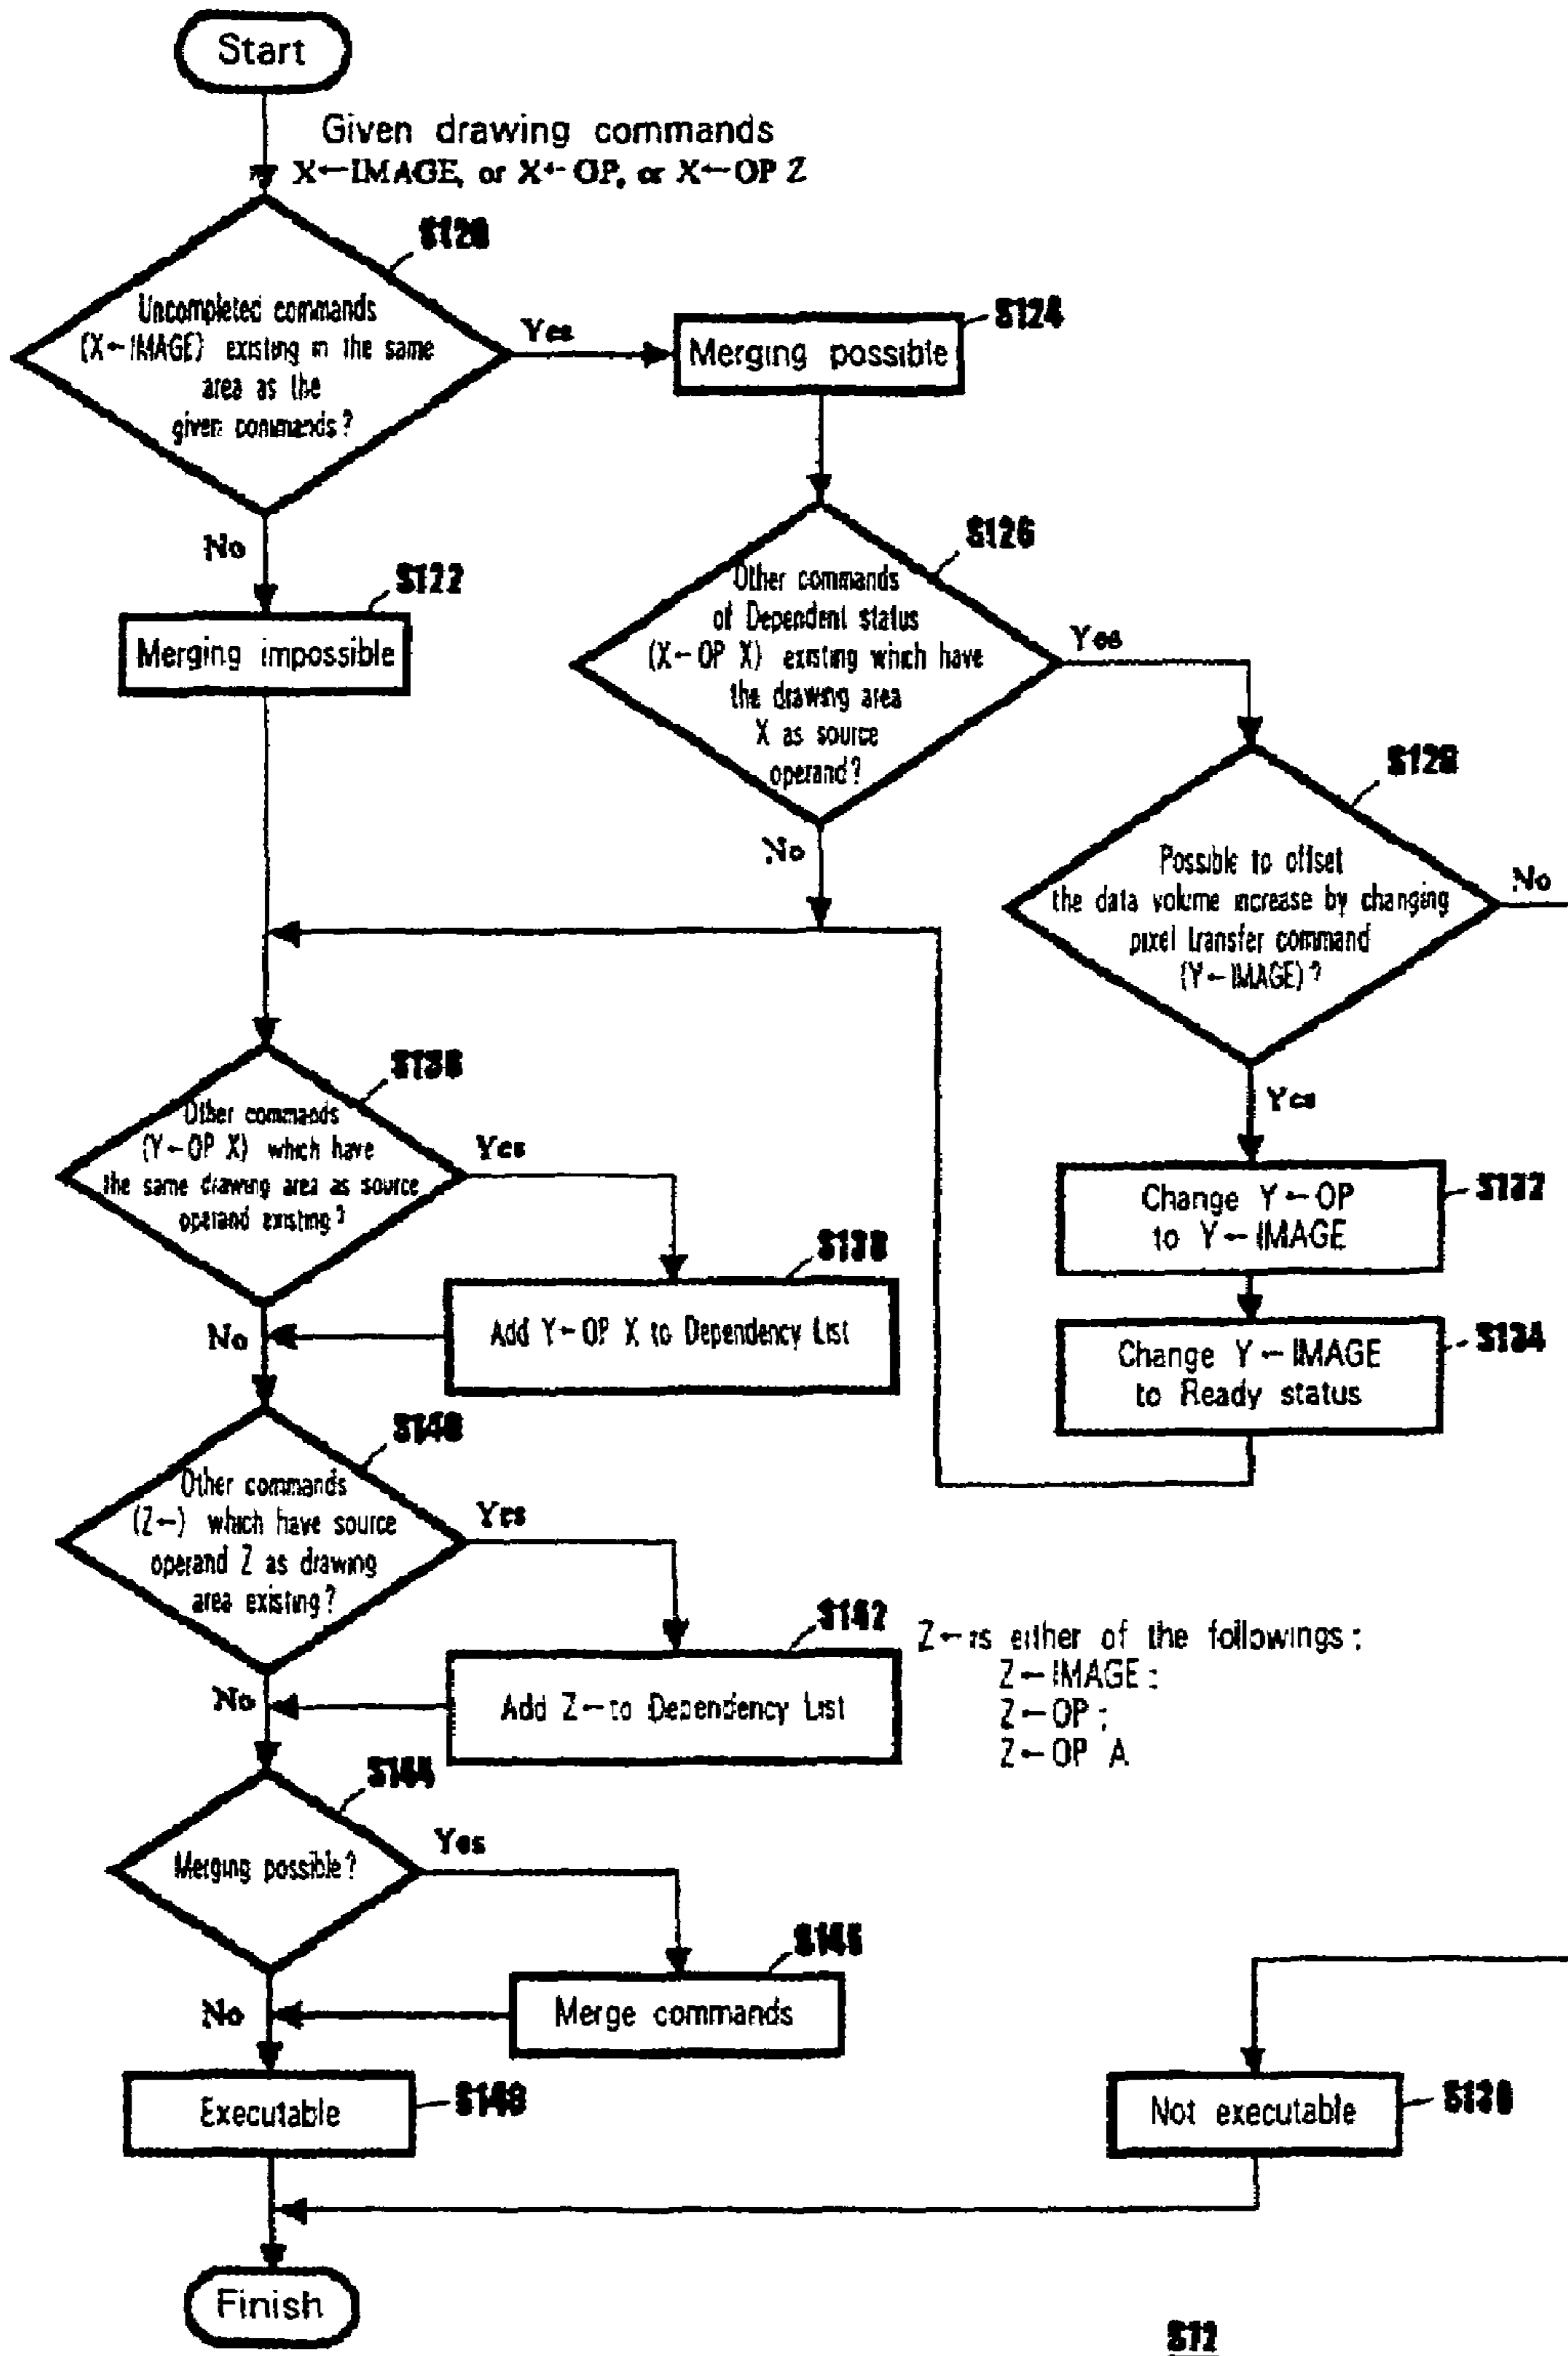 Start
Given drawing commands
X←IMAGE, or X←OP, or X←OP Z
S120
Uncompleted commands
(X←IMAGE) existing in the same
area as the
given commands?
Yes
S124
Merging possible
No
S122
Merging impossible
S126
Other commands
of Dependent status
(X←OP X) existing which have
the drawing area
X as source
operand?
Yes
No
S128
Possible to offset
the data volume increase by changing
pixel transfer command
(Y←IMAGE)?
No
Yes
S132
Change Y←OP
to Y←IMAGE
S134
Change Y←IMAGE
to Ready status
S136
Other commands
(Y←OP X) which have
the same drawing area as source
operand existing?
Yes
S138
Add Y←OP X to Dependency List
No
S140
Other commands
(Z←) which have source
operand Z as drawing
area existing?
Yes
S142
Add Z←to Dependency List
No
Z←is either of the followings:
Z←IMAGE:
Z←OP:
Z←OP A
S144
Merging possible?
Yes
S146
Merge commands
No
Executable
S148
Not executable
S130
Finish
S72